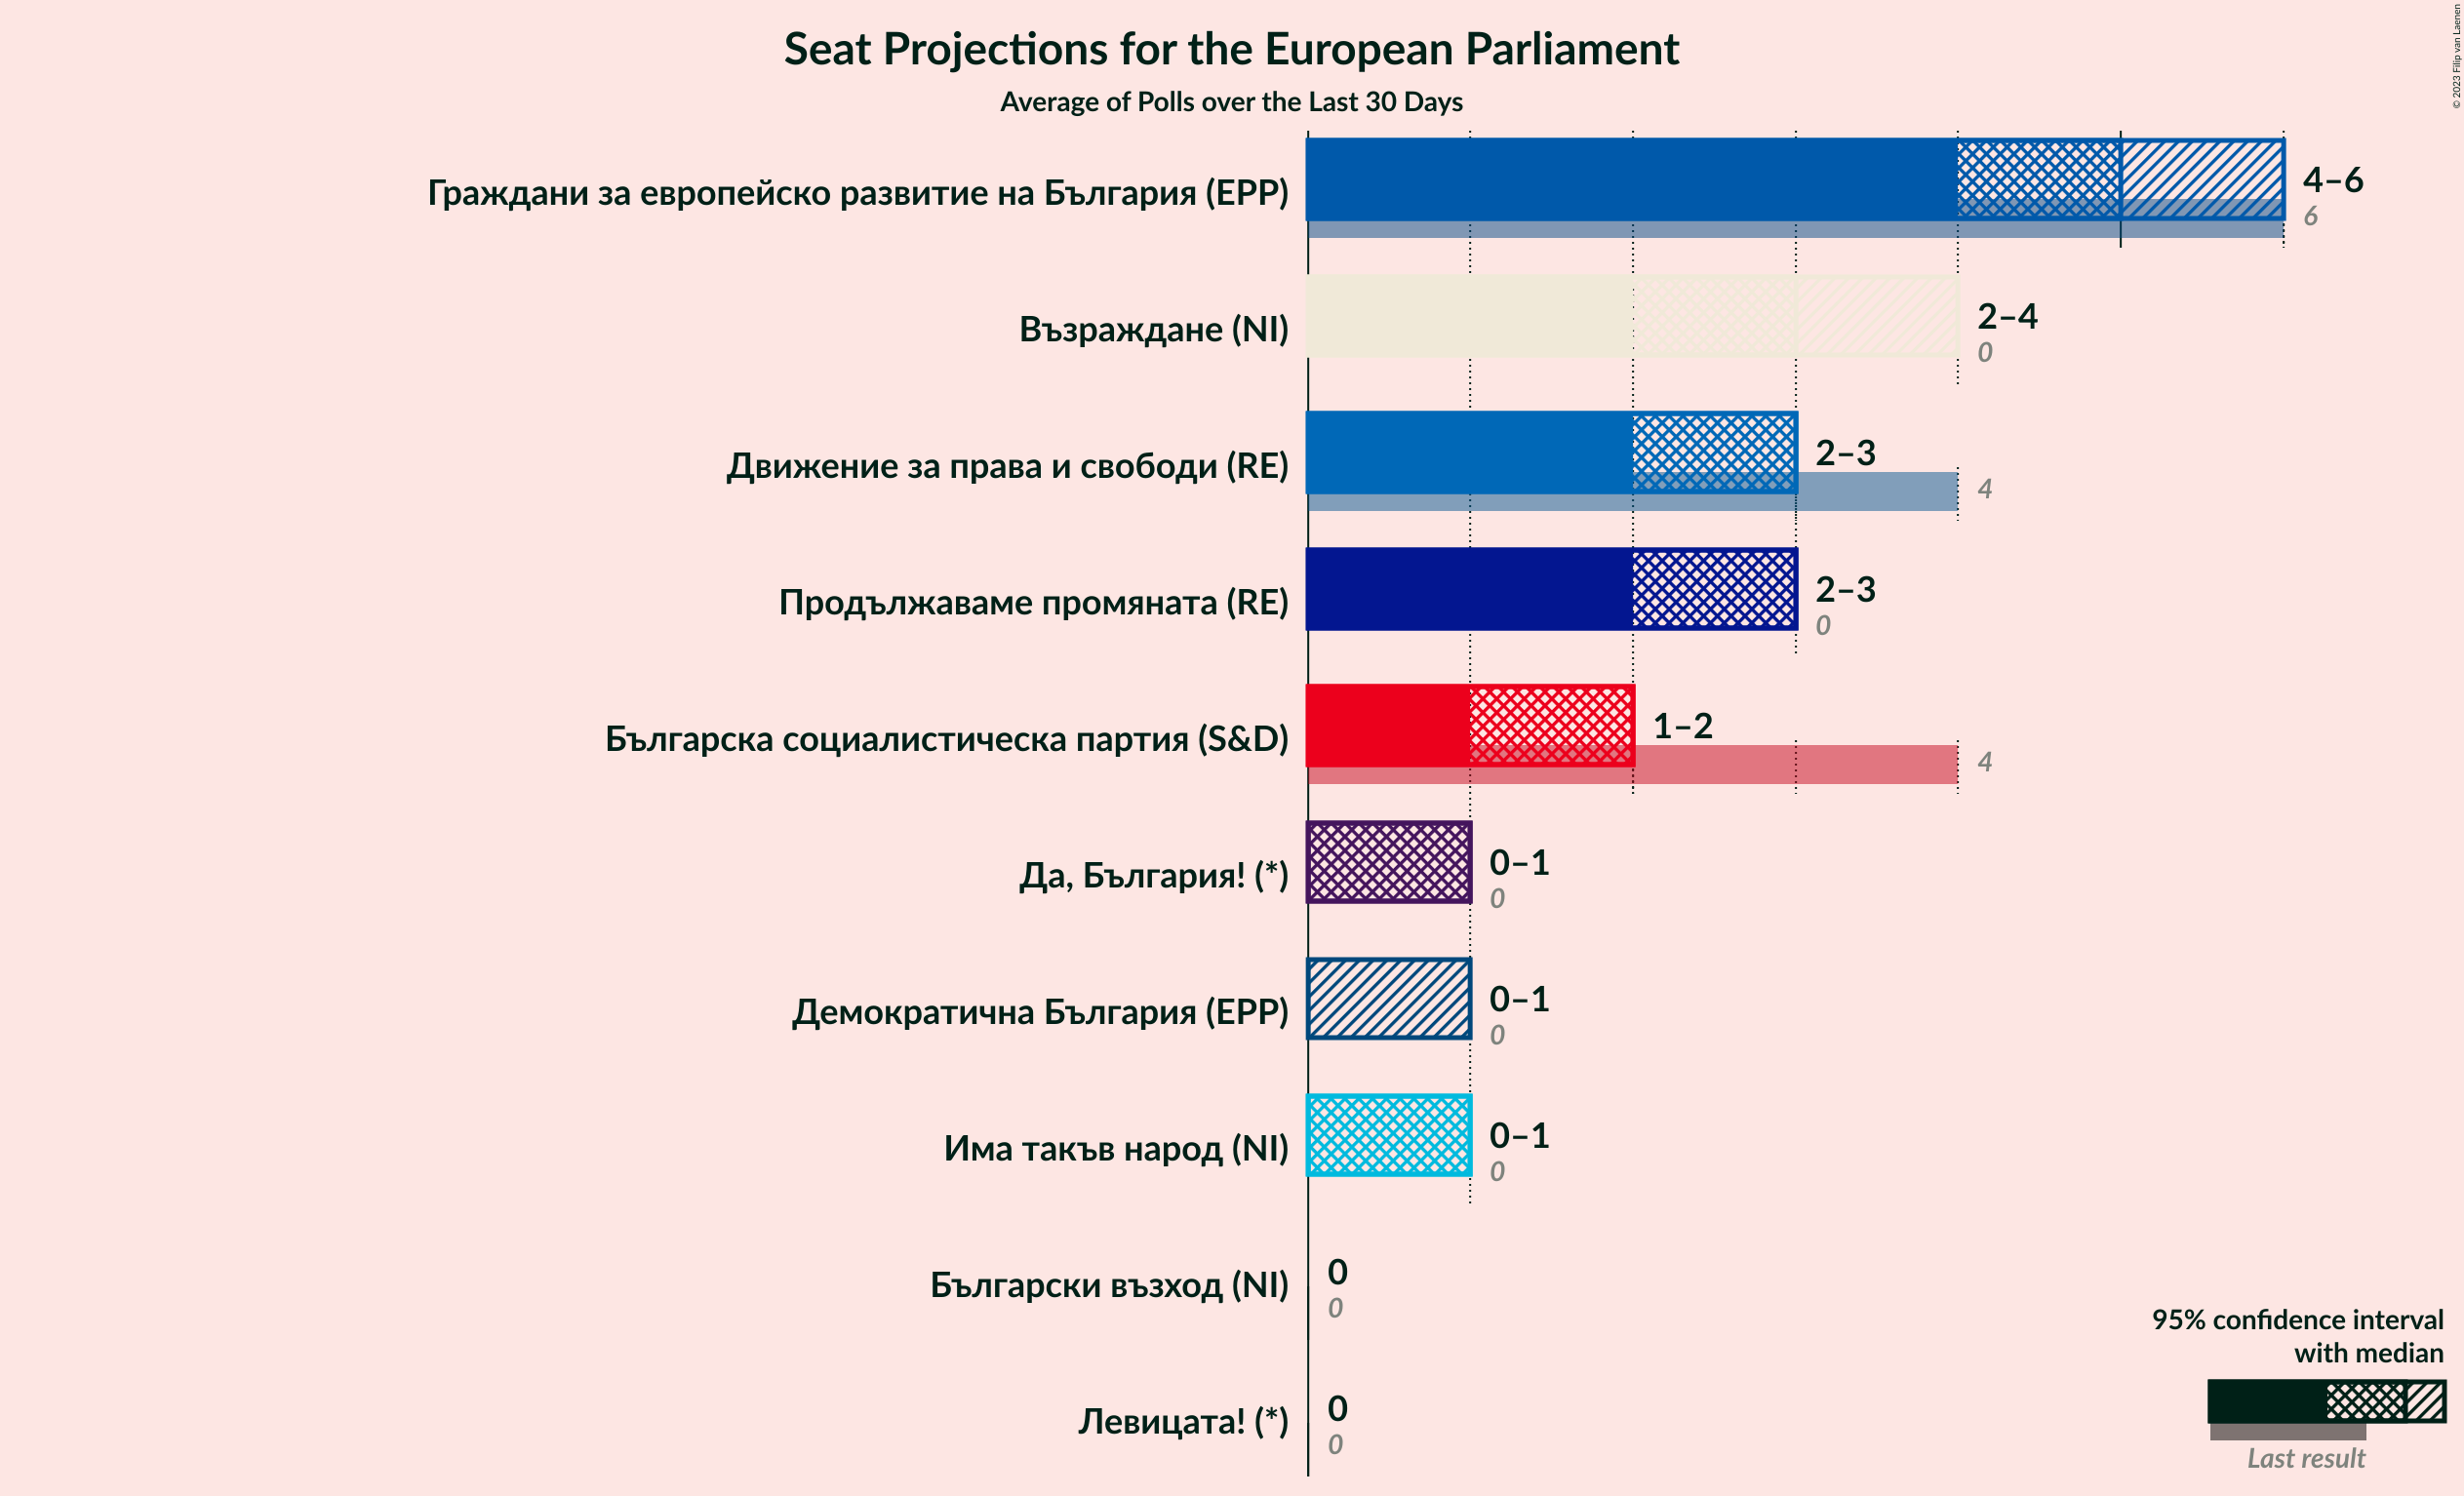 Seat Projections for the European Parliament
Average of Polls over the Last 30 Days
© 2023 Filip van Laenen
Граждани за европейско развитие на България (EPP)
4–6
6
Възраждане (NI)
2–4
0
Движение за права и свободи (RE)
2–3
4
Продължаваме промяната (RE)
2–3
0
Българска социалистическа партия (S&D)
1–2
4
Да, България! (*)
0–1
0
Демократична България (EPP)
0–1
0
Има такъв народ (NI)
0–1
0
Български възход (NI)
0
0
Левицата! (*)
0
0
95% confidence interval
with median
Last result